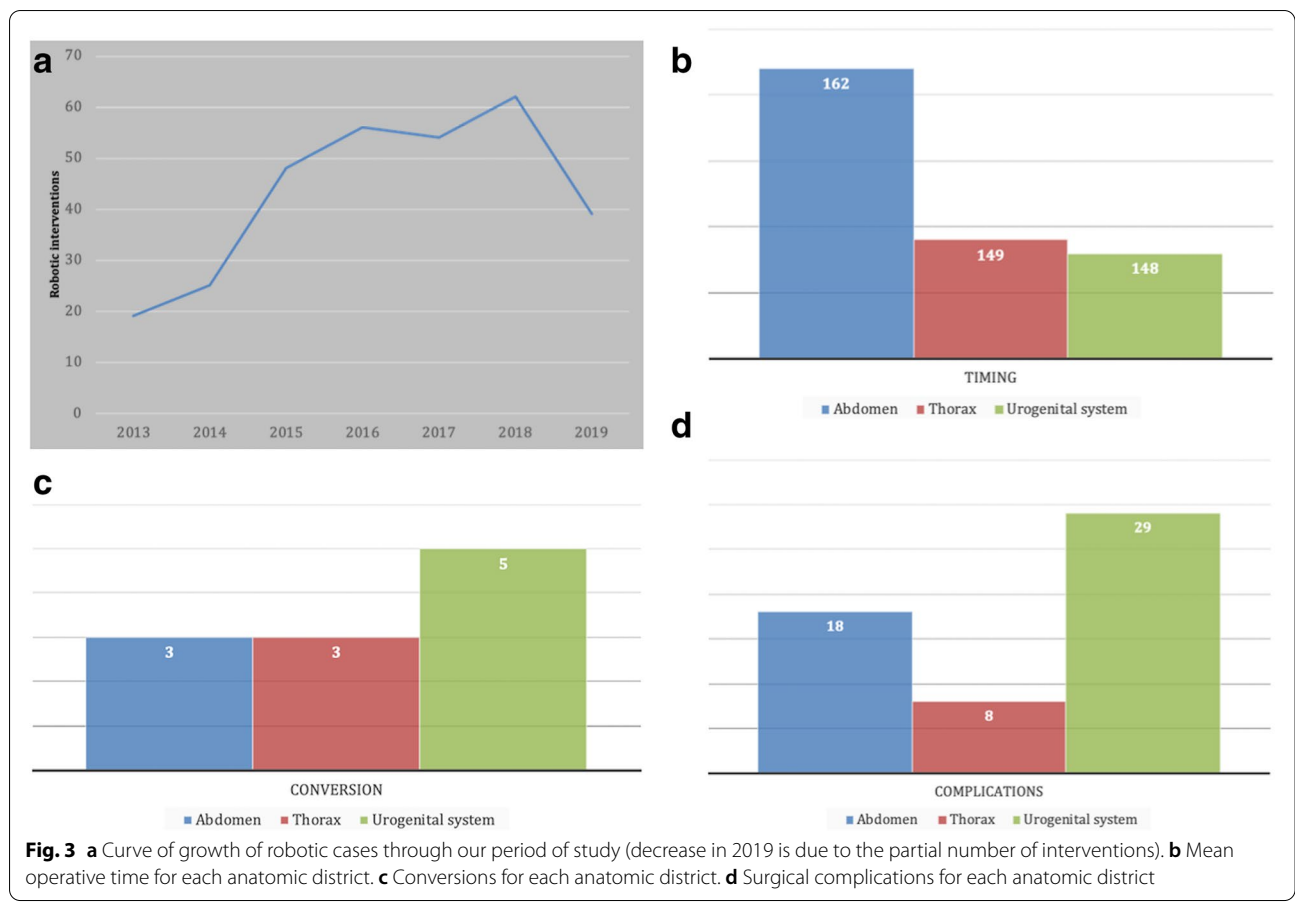 a
70
60
50
40
30
20
10
0
Robotic interventions
2013 2014 2015 2016 2017 2018 2019
b
162
149
148
TIMING
Abdomen Thorax Urogenital system
c
3
3
5
CONVERSION
Abdomen Thorax Urogenital system
d
18
8
29
COMPLICATIONS
Abdomen Thorax Urogenital system
Fig. 3 a Curve of growth of robotic cases through our period of study (decrease in 2019 is due to the partial number of interventions). b Mean
operative time for each anatomic district. c Conversions for each anatomic district. d Surgical complications for each anatomic district